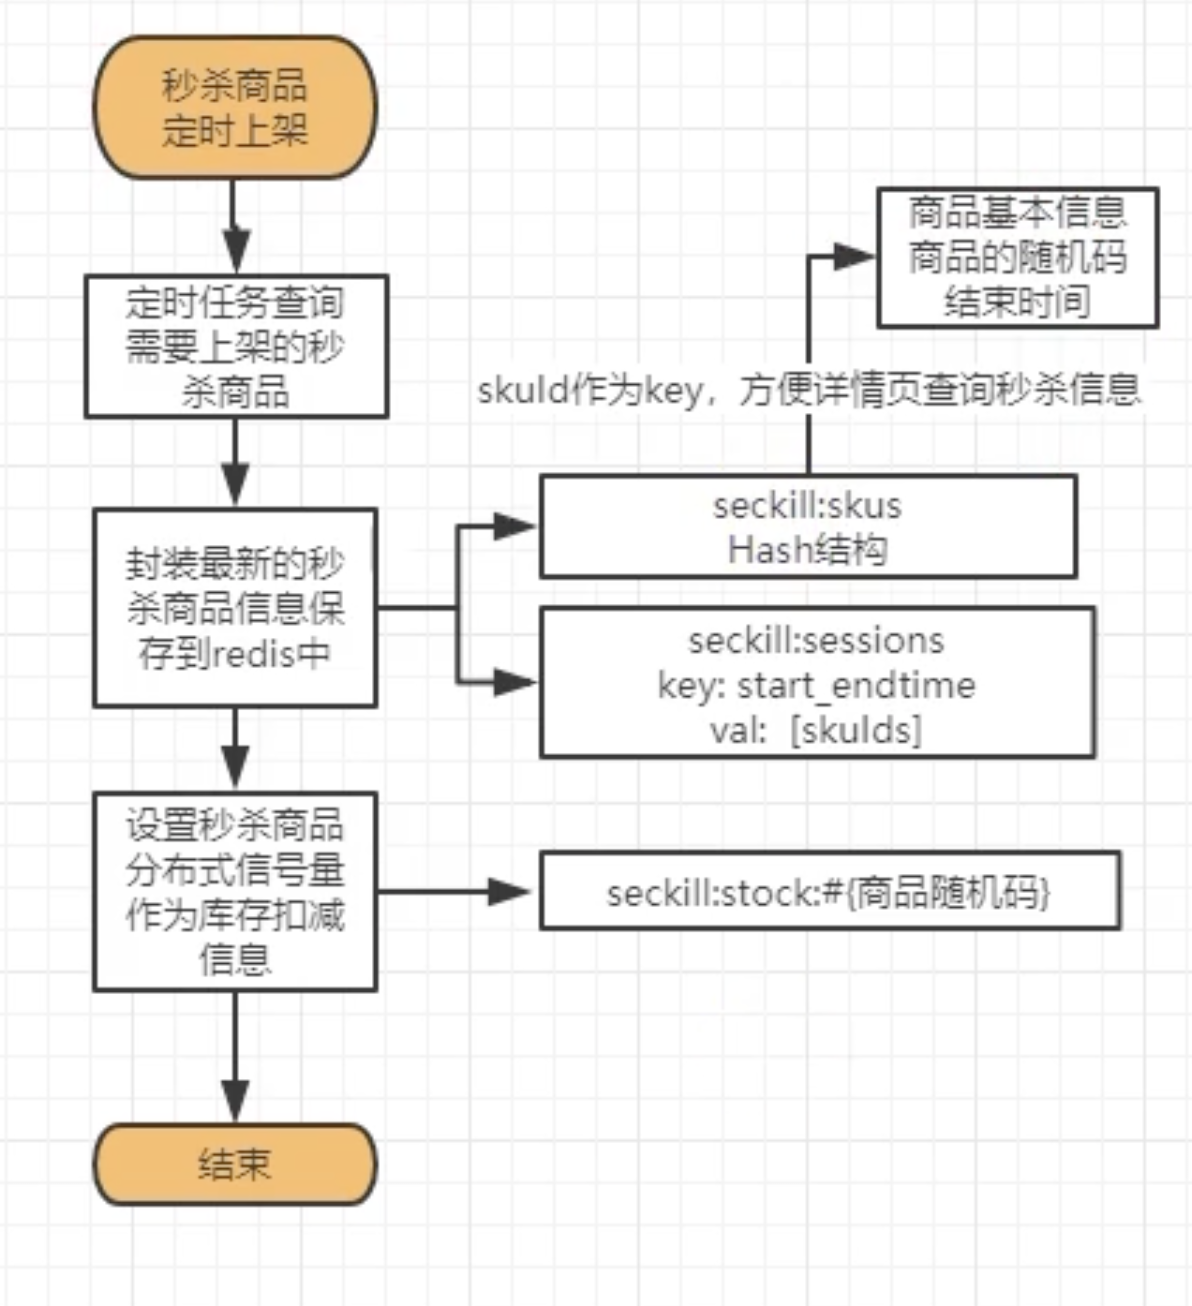 秒杀商品
定时上架
商品基本信息
商品的随机码
结束时间
定时任务查询
需要上架的秒
杀商品
skuId作为key，方便详情页查询秒杀信息
seckill:skus
Hash结构
封装最新的秒
杀商品信息保
存到redis中
seckill:sessions
key: start_endtime
val:  [skuIds]
设置秒杀商品
分布式信号量
作为库存扣减
信息
seckill:stock:#{商品随机码}
结束